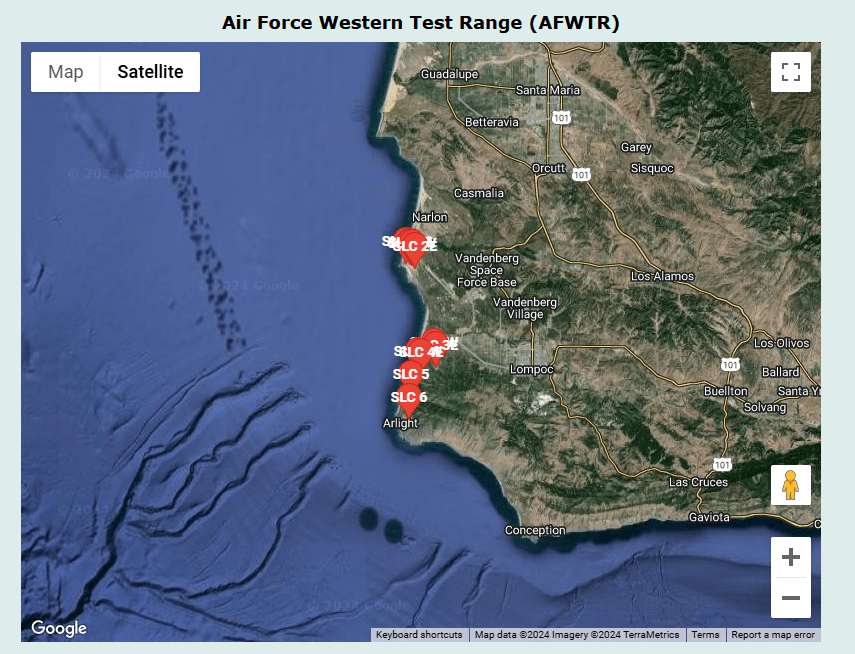 Air Force Western Test Range (AFWTR)
Map
Satellite
Guadalupe
Santa Maria
101
Betteravia
Garey
Orcutt
101
Sisquoc
© 2024 Google
Casmalia
Narlon
SLC 2E
Vandenberg
Space
Force Base
Los Alamos
© 2024 Google
Vandenberg
Village
SLC 4E
Los Olivos
101
Lompoc
Ballard
SLC 5
Buellton
Santa Y
SLC 6
Solvang
Arlight
101
Las Cruces
Gaviota
Conception
Google
Keyboard shortcuts
Map data ©2024 Imagery ©2024 TerraMetrics
Terms
Report a map error